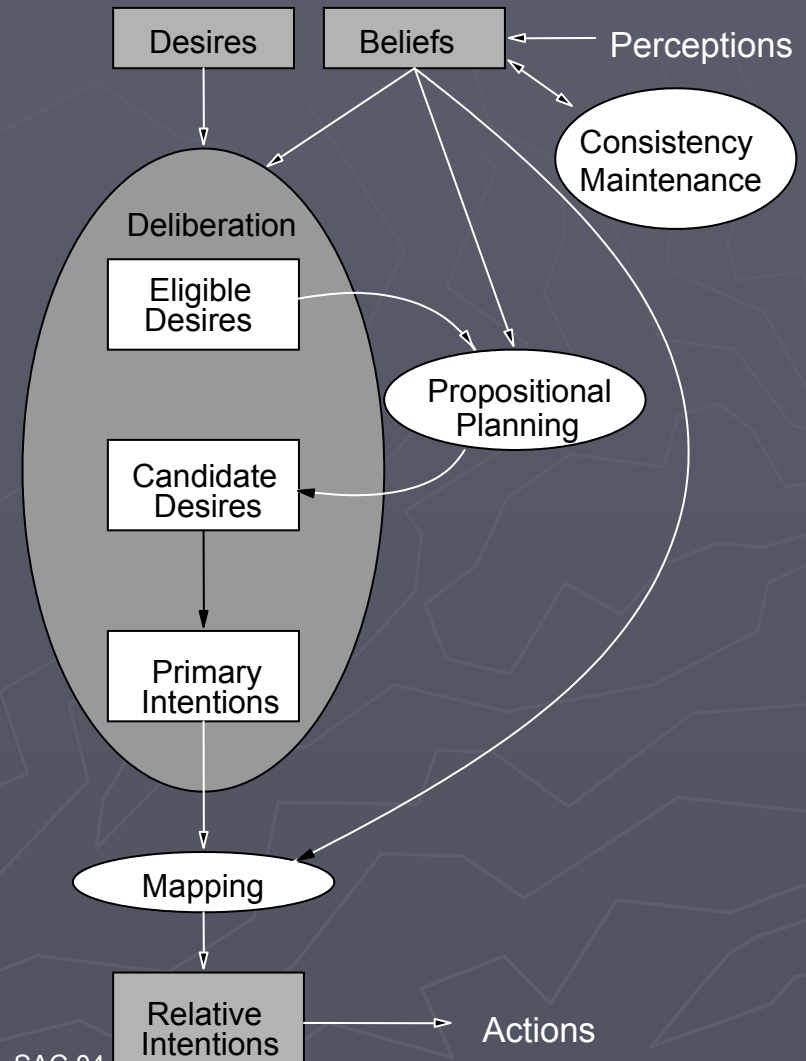 Desires
Beliefs
Perceptions
Consistency
Maintenance
Deliberation
Eligible
Desires
Propositional
Planning
Candidate
Desires
Primary
Intentions
Mapping
Relative
Intentions
Actions